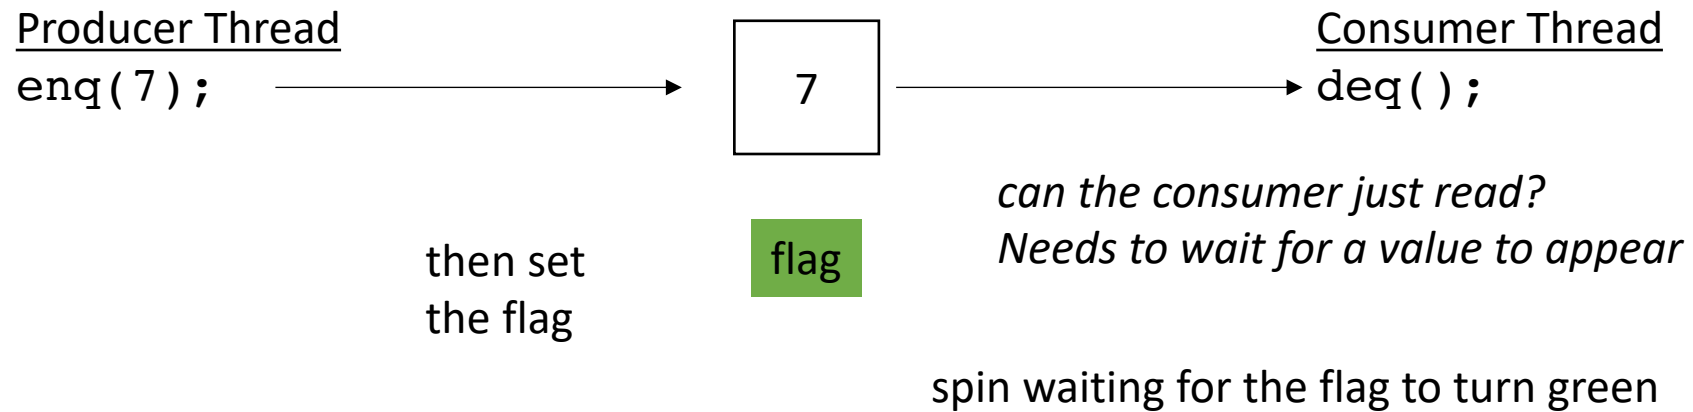 Producer Thread
enq(7);
7
Consumer Thread
deq();
can the consumer just read?
Needs to wait for a value to appear
then set
the flag
flag
spin waiting for the flag to turn green